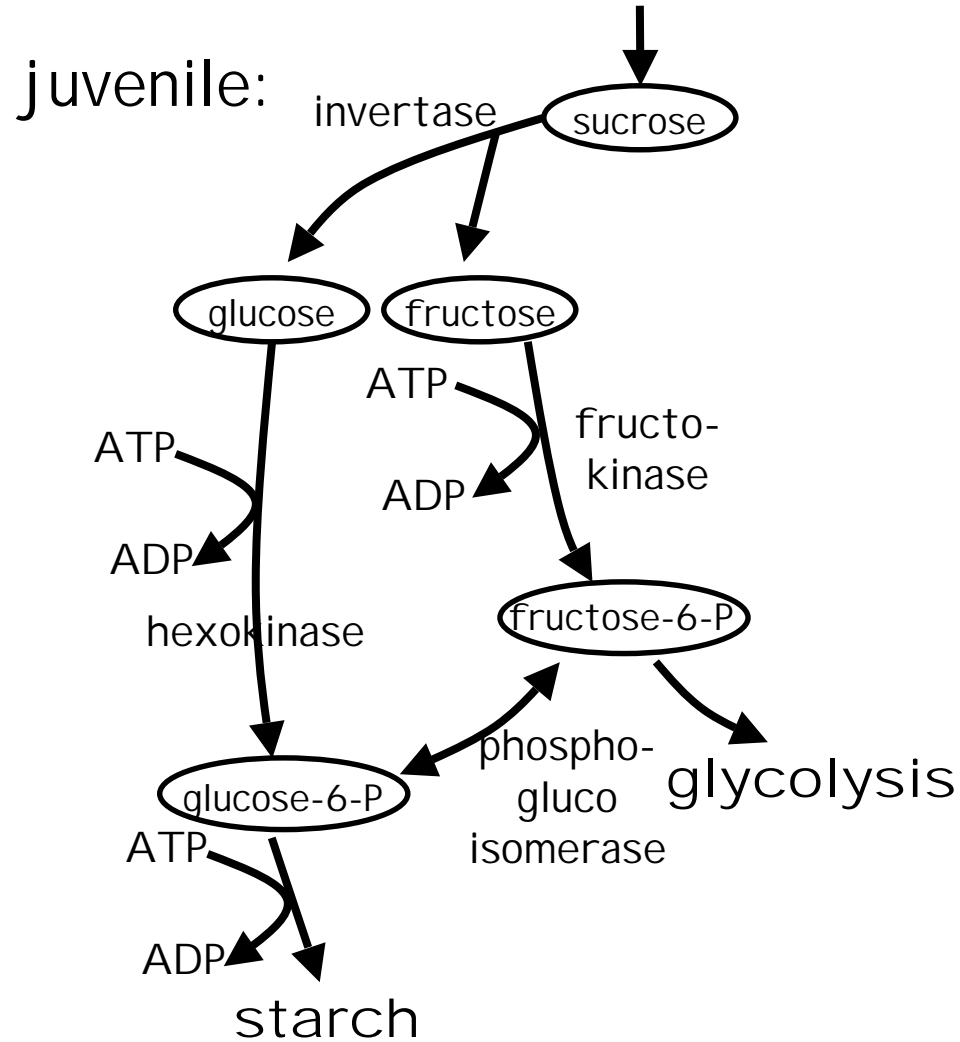 juvenile:
invertase
sucrose
glucose
fructose
ATP
fructo-
kinase
ATP
ADP
ADP
hexokinase
fructose-6-P
phospho-
gluco
isomerase
glycolysis
glucose-6-P
ATP
ADP
starch